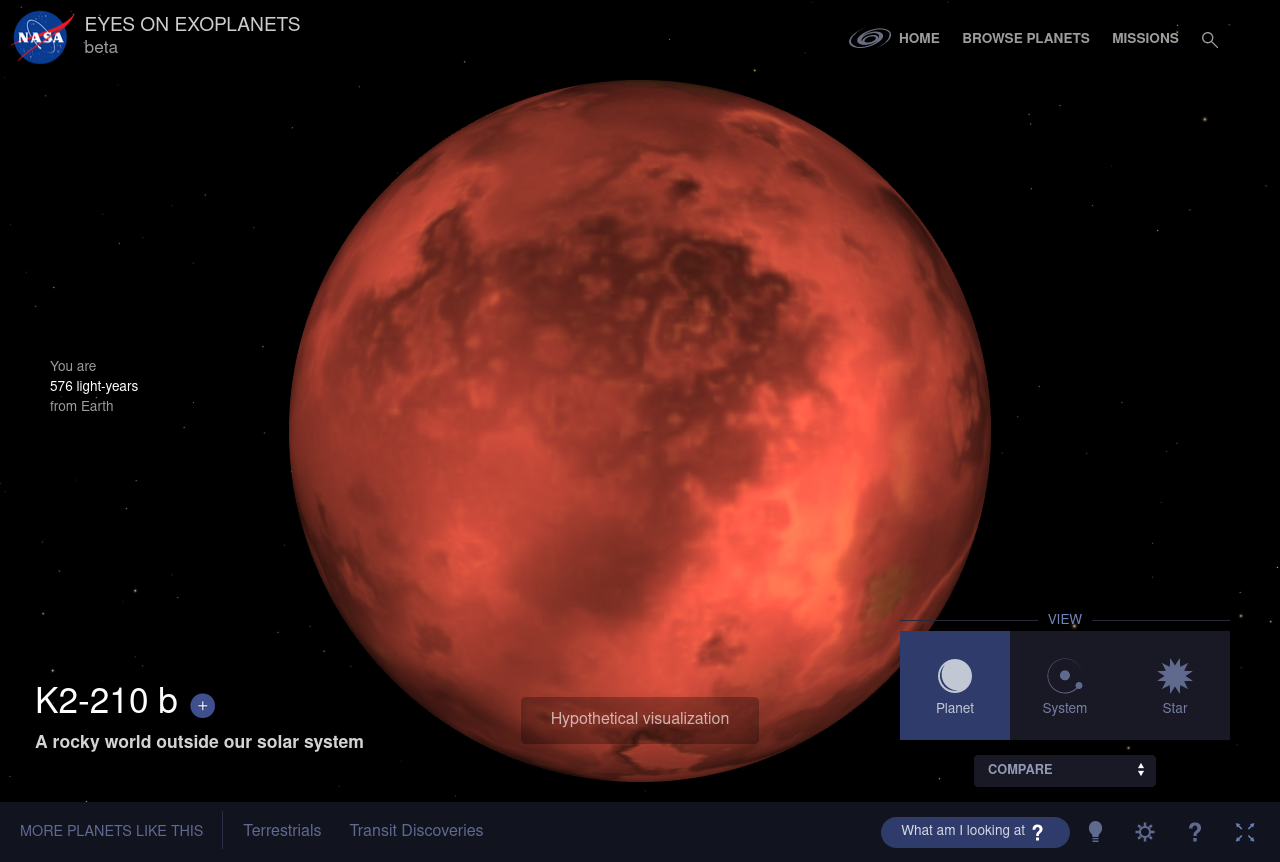 NASA
EYES ON EXOPLANETS
beta
HOME
BROWSE PLANETS
MISSIONS
You are
576 light-years
from Earth
VIEW
Planet
System
Star
K2-210 b +
A rocky world outside our solar system
Hypothetical visualization
COMPARE
MORE PLANETS LIKE THIS
Terrestrials
Transit Discoveries
What am I looking at ?
?